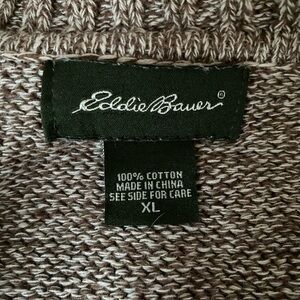 Eddie Bauer®
100% COTTON
MADE IN CHINA
SEE SIDE FOR CARE
XL